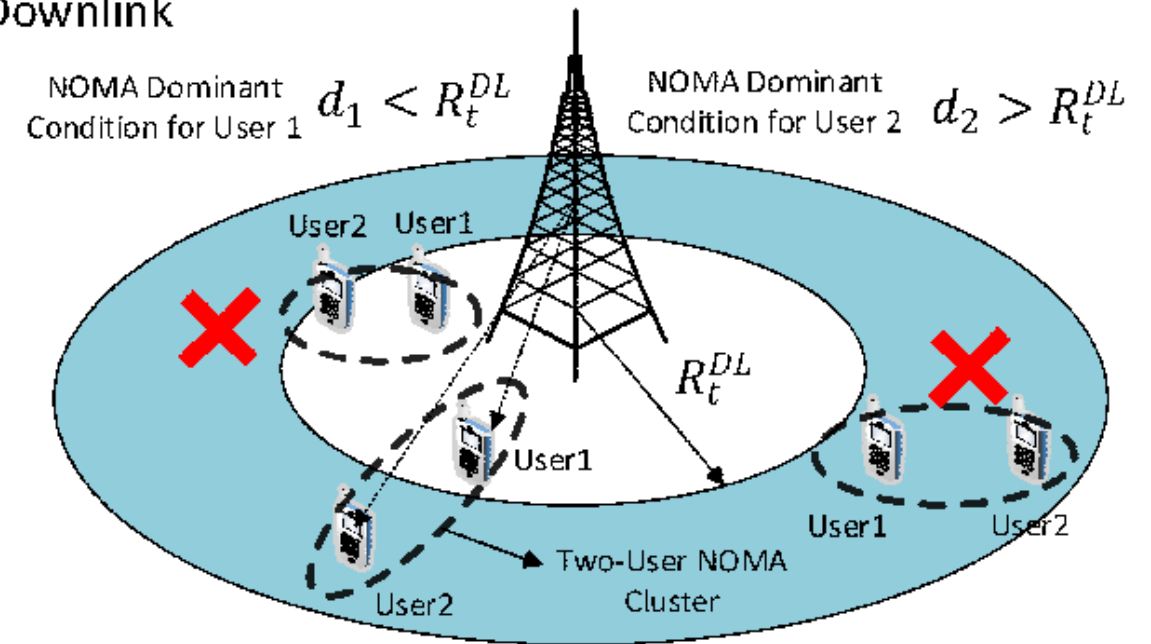 Downlink
NOMA Dominant
Condition for User 1
d₁ < R_t^{DL}
NOMA Dominant
Condition for User 2
d₂ > R_t^{DL}
User2
User1
R_t^{DL}
User1
User1
User2
Two-User NOMA
Cluster
User2